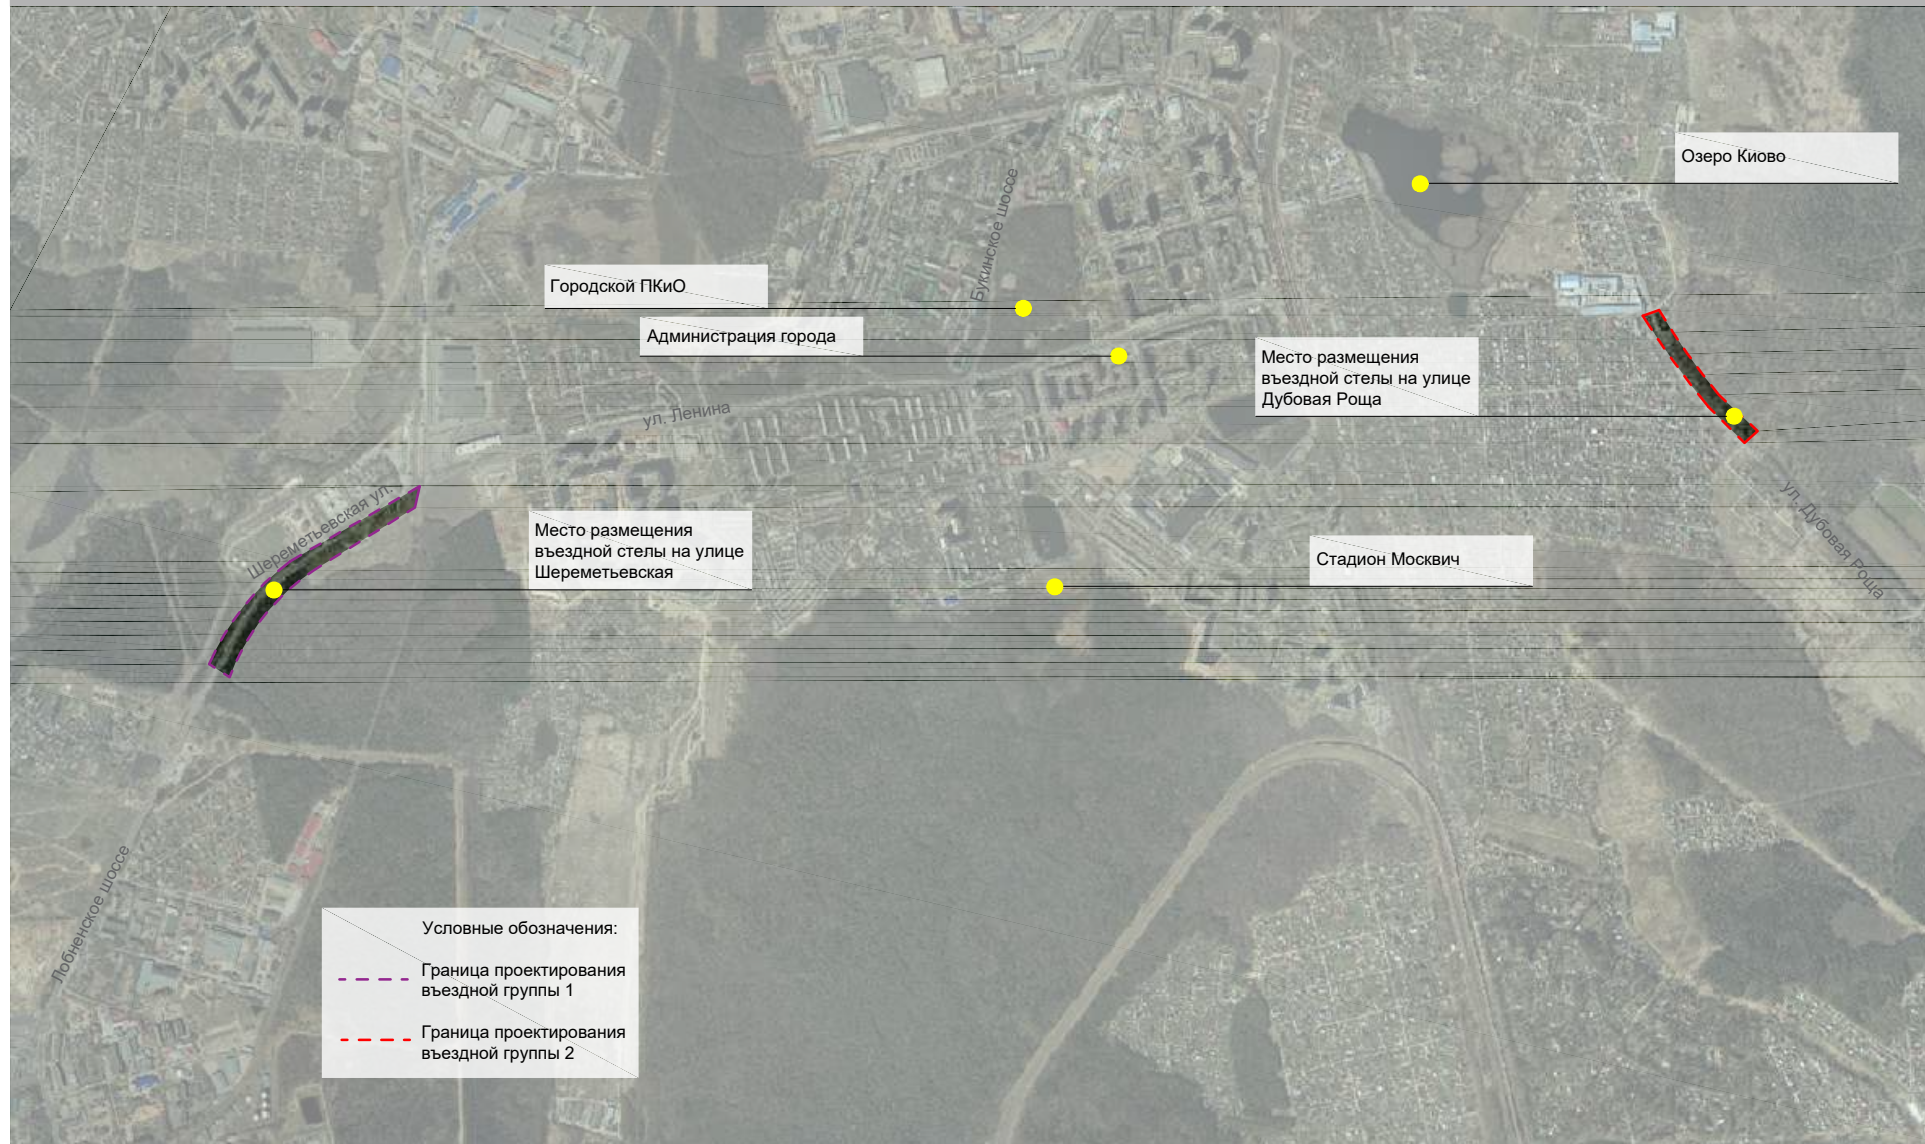 Озеро Киово
Букинское шоссе
Городской ПКиО
Администрация города
Место размещения
въездной стелы на улице
Дубовая Роща
ул. Ленина
Шереметьевская ул.
ул. Дубовая Роща
Место размещения
въездной стелы на улице
Шереметьевская
Стадион Москвич
Лобненское шоссе
Условные обозначения:
Граница проектирования
въездной группы 1
Граница проектирования
въездной группы 2